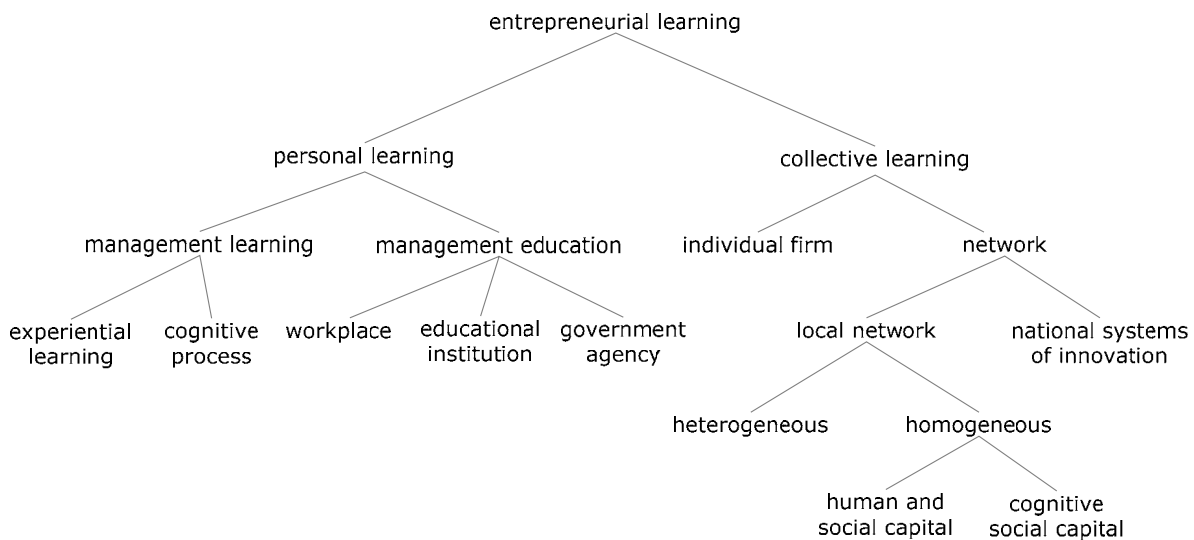 entrepreneurial learning
personal learning
collective learning
management learning
management education
individual firm
network
experiential
learning
cognitive
process
workplace
educational
institution
government
agency
local network
national systems
of innovation
heterogeneous
homogeneous
human and
social capital
cognitive
social capital